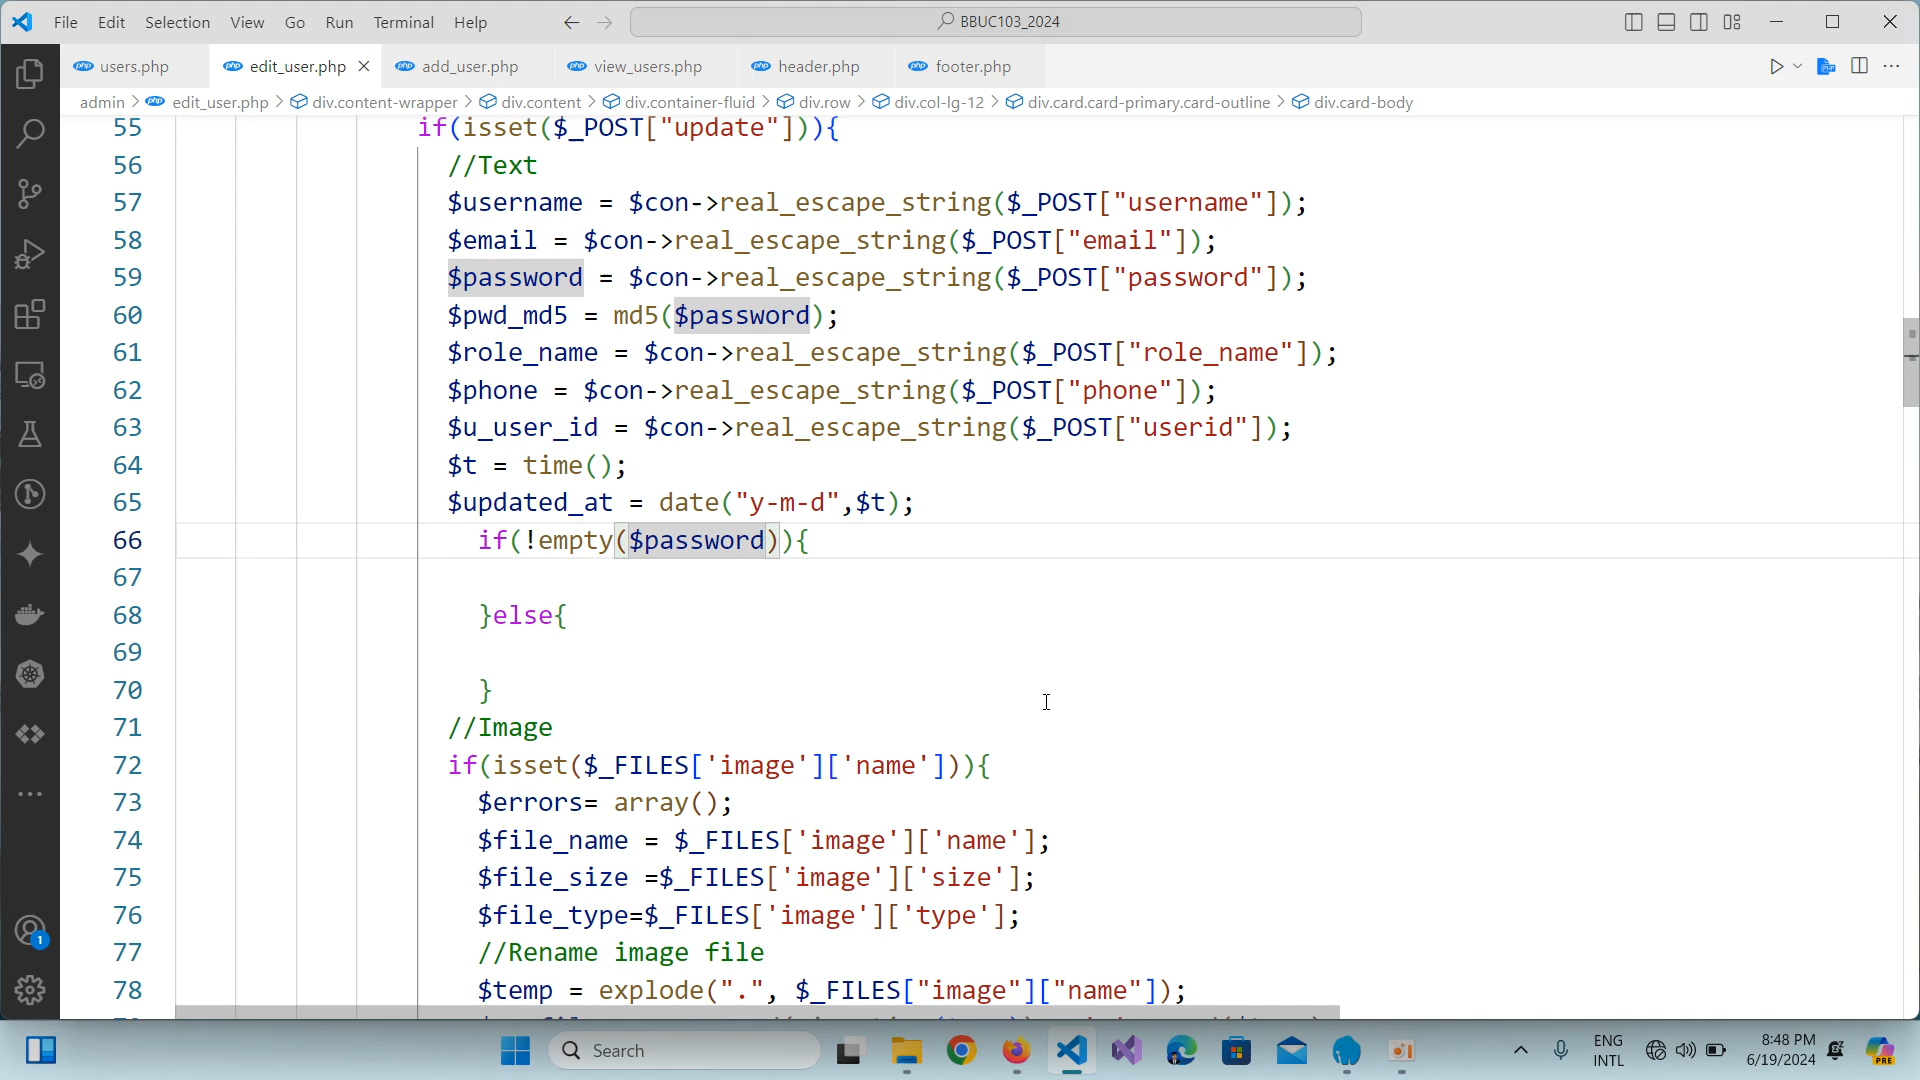 File Edit Selection View Go Run Terminal Help BBUC103_2024
users.php edit_user.php add_user.php view_users.php header.php footer.php
admin > edit_user.php > div.content-wrapper > div.content > div.container-fluid > div.row > div.col-lg-12 > div.card.card-primary.card-outline > div.card-body
55 if(isset($_POST["update"])){
56 //Text
57 $username = $con->real_escape_string($_POST["username"]);
58 $email = $con->real_escape_string($_POST["email"]);
59 $password = $con->real_escape_string($_POST["password"]);
60 $pwd_md5 = md5($password);
61 $role_name = $con->real_escape_string($_POST["role_name"]);
62 $phone = $con->real_escape_string($_POST["phone"]);
63 $u_user_id = $con->real_escape_string($_POST["userid"]);
64 $t = time();
65 $updated_at = date("y-m-d",$t);
66 if(!empty($password)){
67
68 }else{
69
70 }
71 //Image
72 if(isset($_FILES['image']['name'])){
73 $errors= array();
74 $file_name = $_FILES['image']['name'];
75 $file_size =$_FILES['image']['size'];
76 $file_type=$_FILES['image']['type'];
77 //Rename image file
78 $temp = explode(".", $_FILES["image"]["name"]);
1
Search
ENG
INTL
8:48 PM
6/19/2024
PRE